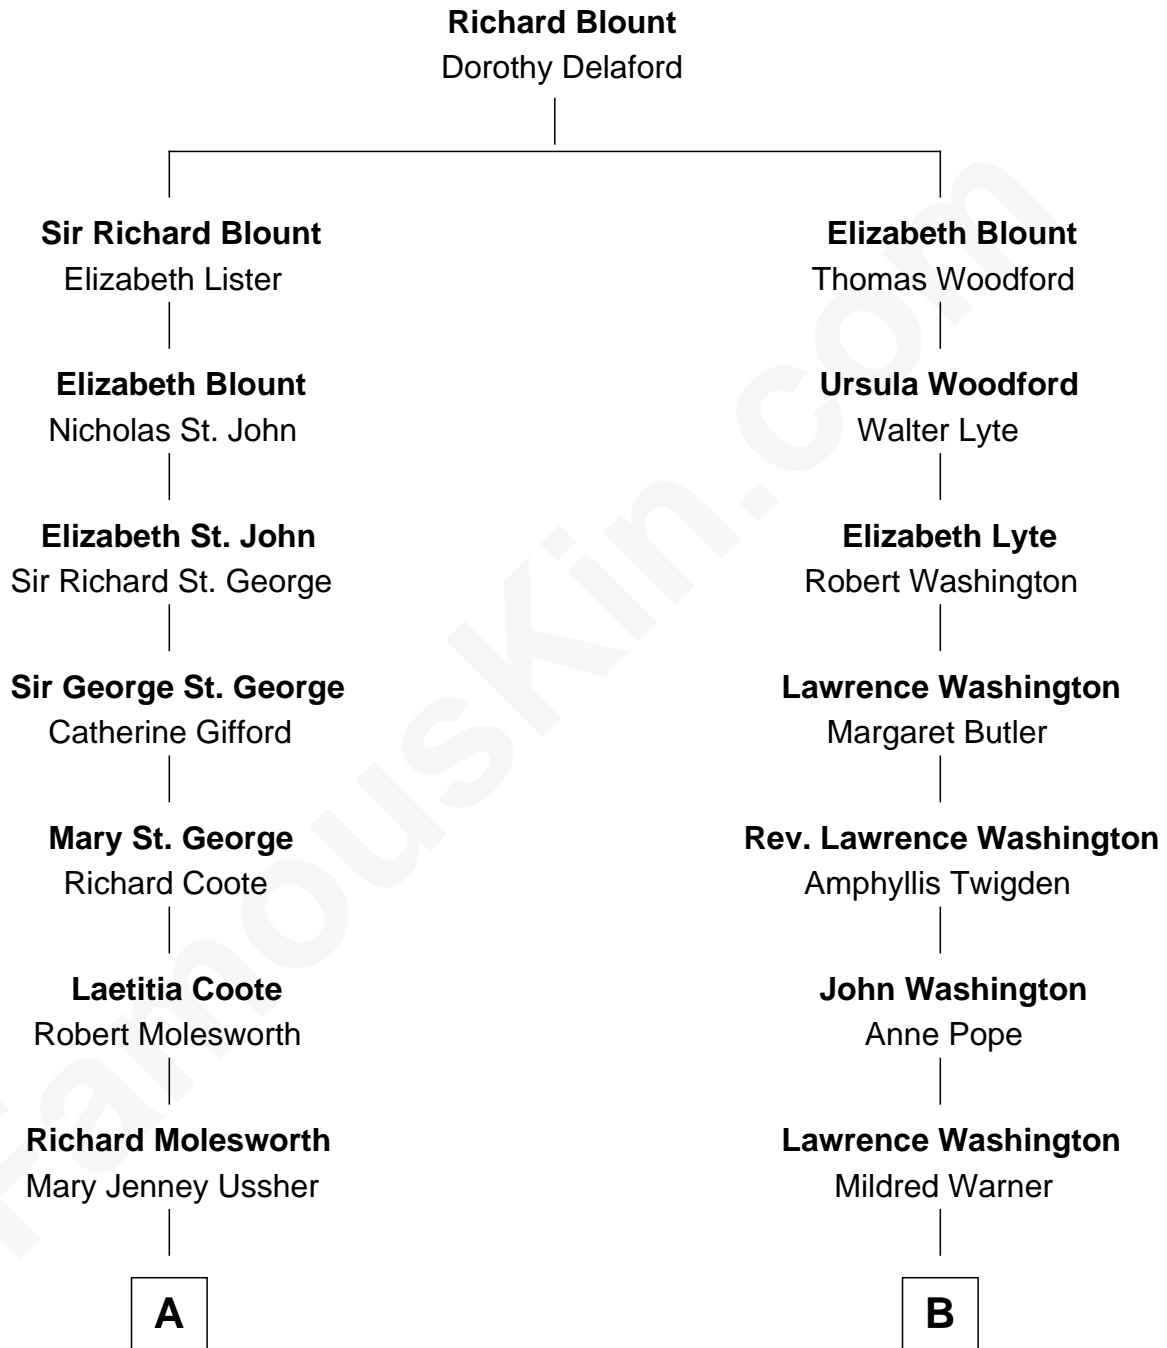 Richard Blount
Dorothy Delaford
Sir Richard Blount
Elizabeth Lister
Elizabeth Blount
Nicholas St. John
Elizabeth St. John
Sir Richard St. George
Sir George St. George
Catherine Gifford
Mary St. George
Richard Coote
Laetitia Coote
Robert Molesworth
Richard Molesworth
Mary Jenney Ussher
A
Elizabeth Blount
Thomas Woodford
Ursula Woodford
Walter Lyte
Elizabeth Lyte
Robert Washington
Lawrence Washington
Margaret Butler
Rev. Lawrence Washington
Amphyllis Twigden
John Washington
Anne Pope
Lawrence Washington
Mildred Warner
B
FamousKin.com